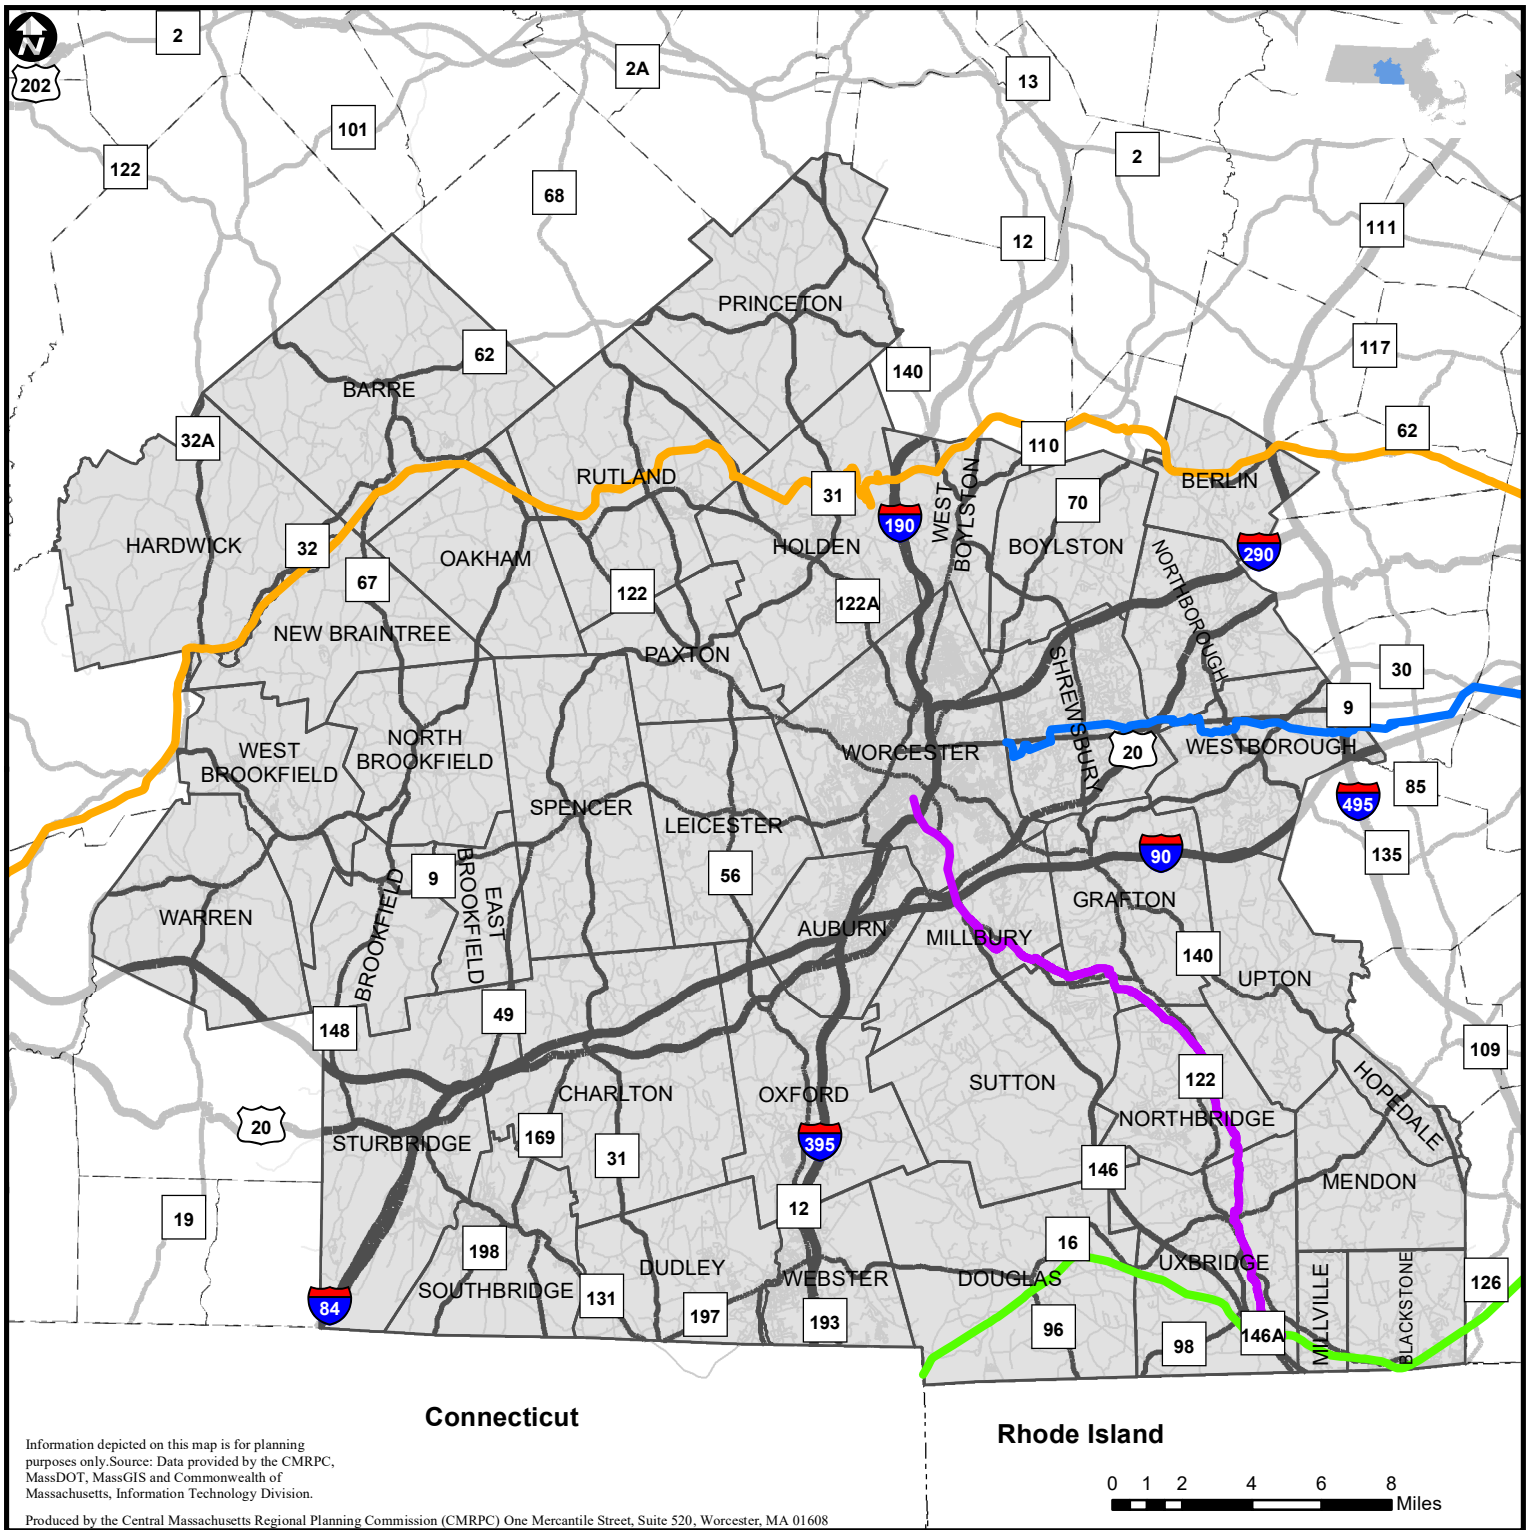 N
2
2A
13
202
101
122
2
68
111
12
PRINCETON
117
62
140
BARRE
62
32A
110
RUTLAND
BERLIN
31
70
190
WEST
BOYLSTON
HARDWICK
32
OAKHAM
HOLDEN
BOYLSTON
290
67
122
122A
NORTHBOROUGH
NEW BRAINTREE
PAXTON
SHREWSBURY
30
9
WEST
BROOKFIELD
NORTH
BROOKFIELD
WORCESTER
20
WESTBOROUGH
85
495
SPENCER
LEICESTER
90
135
9
56
BROOKFIELD
EAST
BROOKFIELD
WARREN
GRAFTON
AUBURN
MILLBURY
140
UPTON
49
148
109
CHARLTON
OXFORD
SUTTON
122
HOPEDALE
20
STURBRIDGE
169
395
NORTHBRIDGE
31
146
MENDON
19
12
198
16
UXBRIDGE
DUDLEY
WEBSTER
DOUGLAS
126
SOUTHBRIDGE
131
84
197
193
96
98
146A
MILLVILLE
BLACKSTONE
Connecticut
Rhode Island
Information depicted on this map is for planning
purposes only.Source: Data provided by the CMRPC,
MassDOT, MassGIS and Commonwealth of
Massachusetts, Information Technology Division.
0 1 2 4 6 8
Miles
Produced by the Central Massachusetts Regional Planning Commission (CMRPC) One Mercantile Street, Suite 520, Worcester, MA 01608